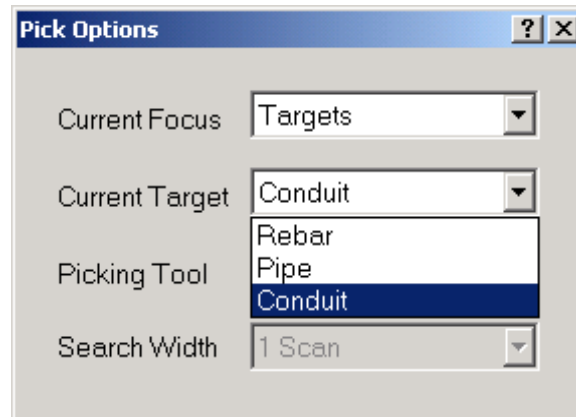 Pick Options
Current Focus Targets
Current Target Conduit
Rebar
Picking Tool Pipe
Conduit
Search Width 1 Scan